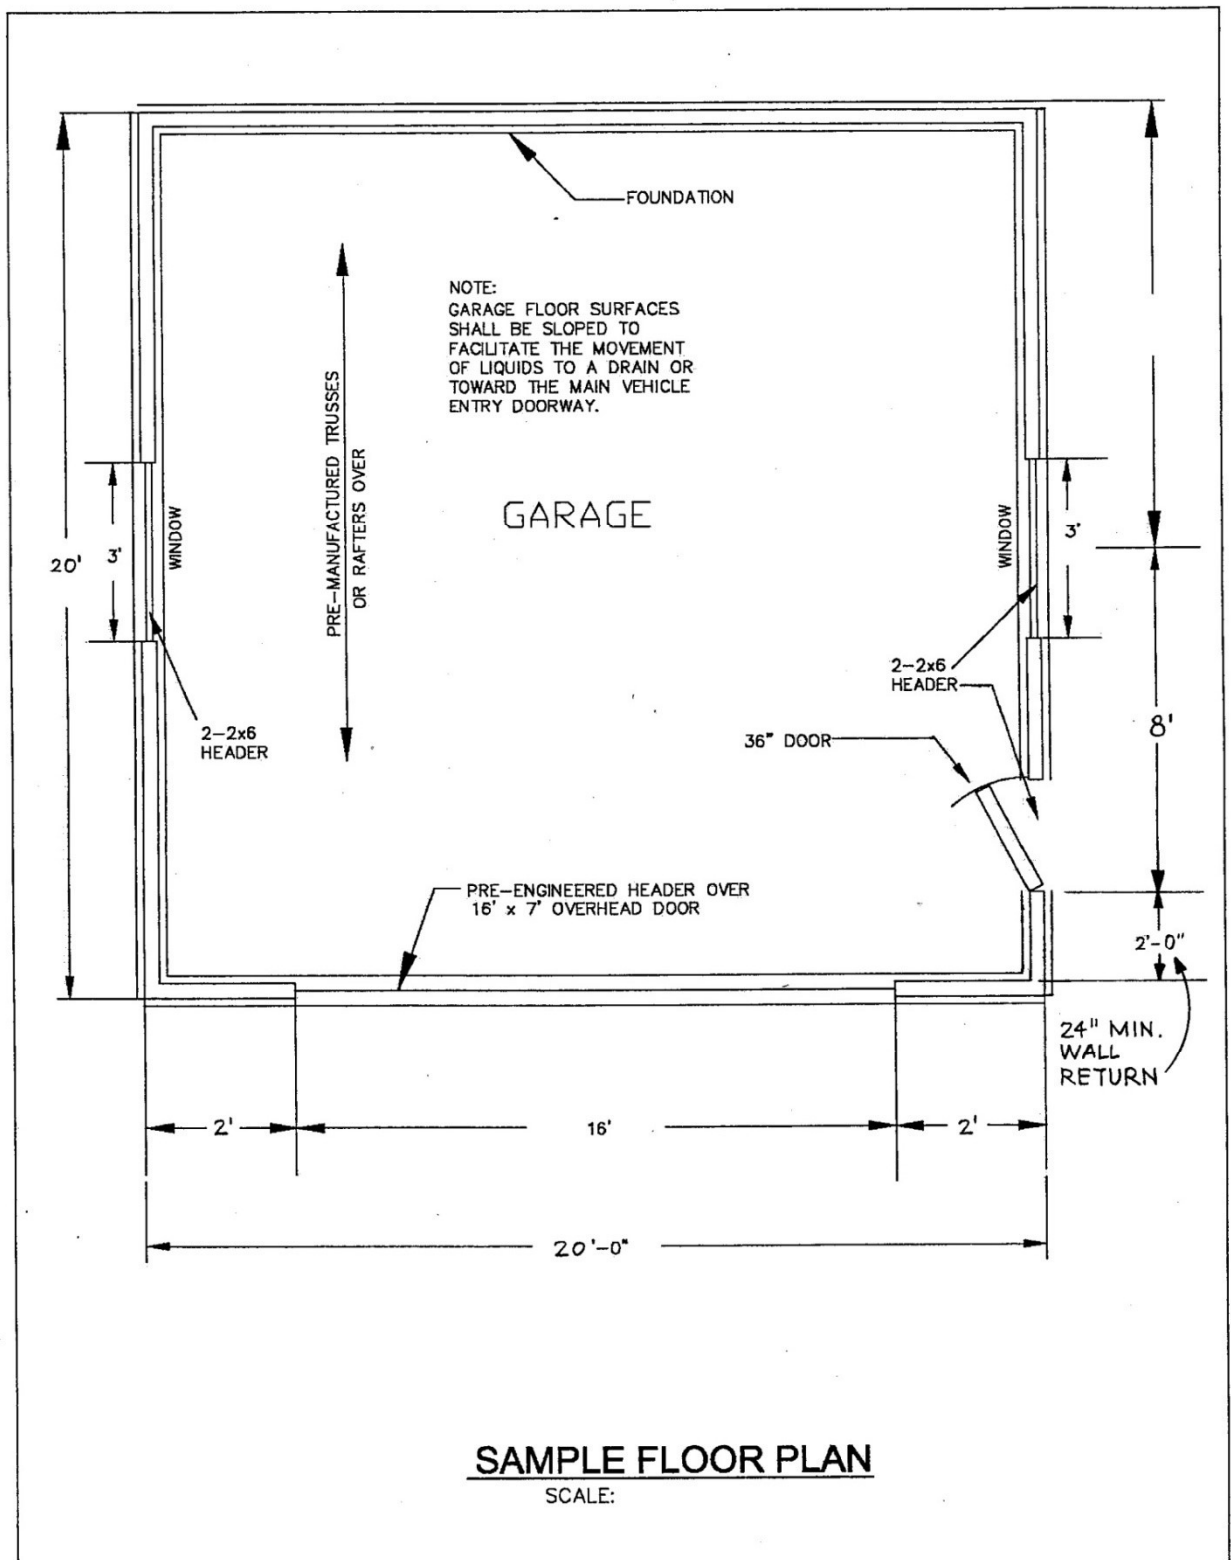 FOUNDATION
NOTE:
GARAGE FLOOR SURFACES
SHALL BE SLOPED TO
FACILITATE THE MOVEMENT
OF LIQUIDS TO A DRAIN OR
TOWARD THE MAIN VEHICLE
ENTRY DOORWAY.
PRE-MANUFACTURED TRUSSES
OR RAFTERS OVER
GARAGE
20'
3'
WINDOW
WINDOW
3'
2-2x6
HEADER
2-2x6
HEADER
36" DOOR
8'
PRE-ENGINEERED HEADER OVER
16' x 7' OVERHEAD DOOR
2'-0"
24" MIN.
WALL
RETURN
2'
16'
2'
20'-0"
SAMPLE FLOOR PLAN
SCALE: